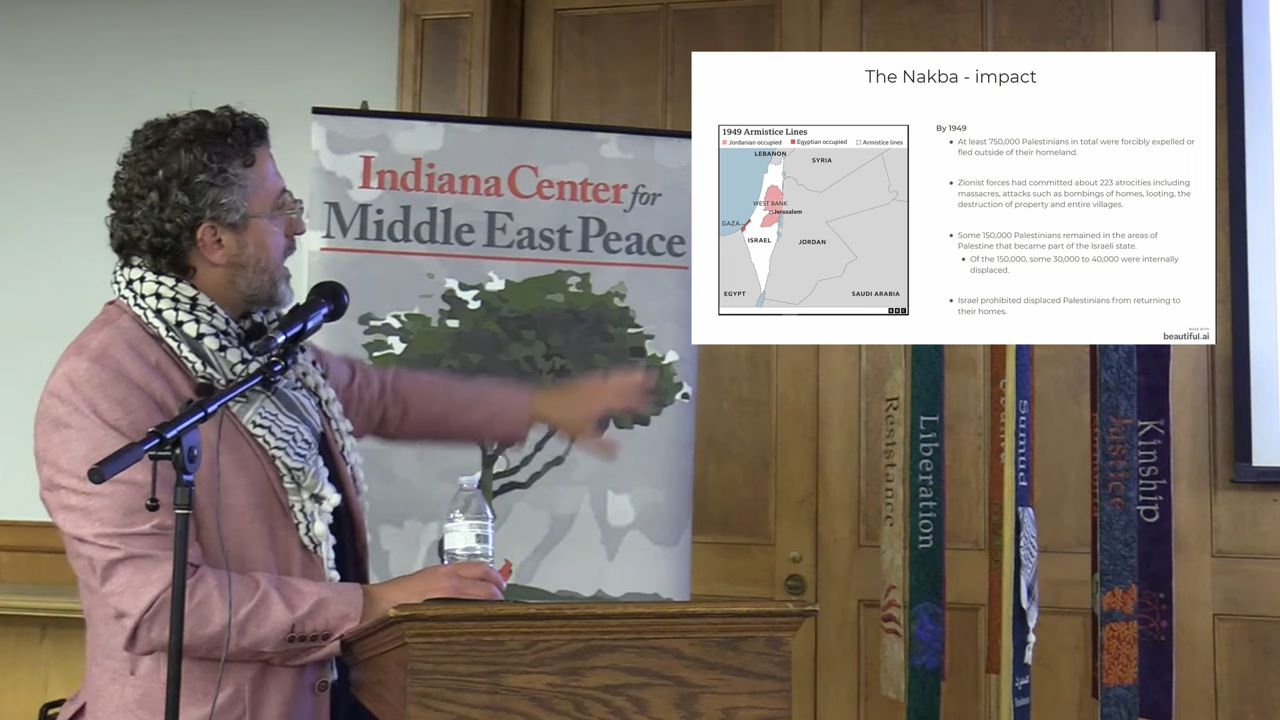 Indiana Center for
Middle East Peace
The Nakba - impact
1949 Armistice Lines
Jordanian occupied
Egyptian occupied
Armistice lines
LEBANON
SYRIA
WEST BANK
Jerusalem
GAZA
ISRAEL
JORDAN
EGYPT
SAUDI ARABIA
BBC
By 1949
At least 750,000 Palestinians in total were forcibly expelled or
fled outside of their homeland.
Zionist forces had committed about 223 atrocities including
massacres, attacks such as bombings of homes, looting, the
destruction of property and entire villages.
Some 150,000 Palestinians remained in the areas of
Palestine that became part of the Israeli state.
Of the 150,000, some 30,000 to 40,000 were internally
displaced.
Israel prohibited displaced Palestinians from returning to
their homes.
MADE WITH
beautiful.ai
Resistance
Liberation
Sumud
Justice
Kinship